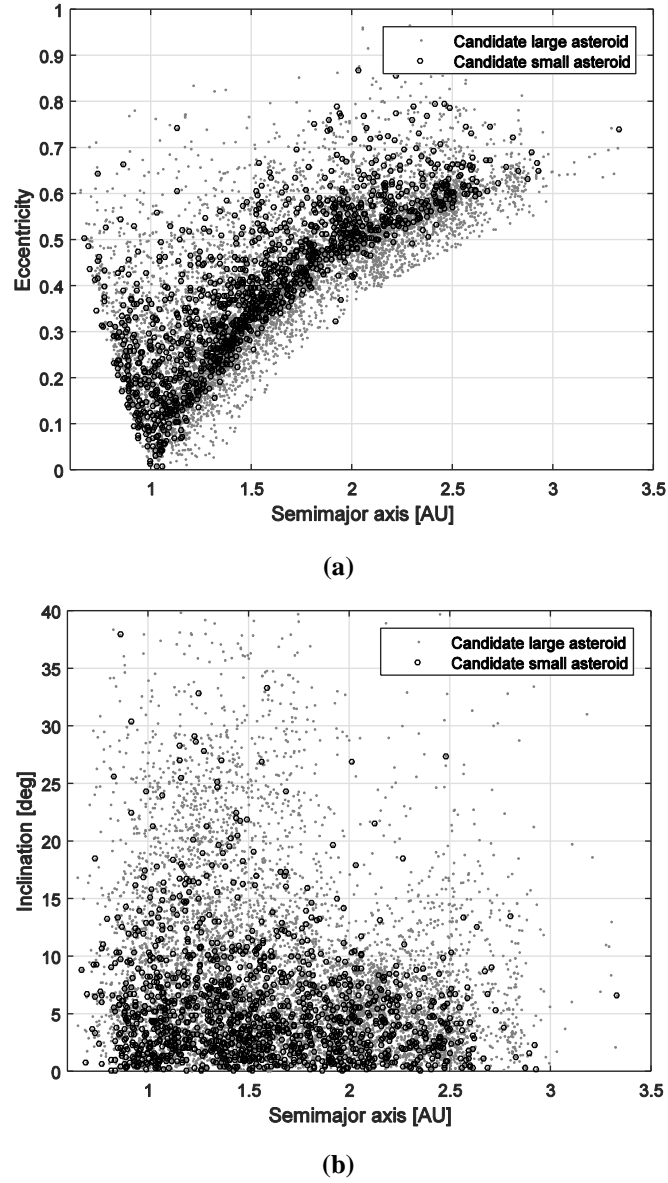 1
0.9
0.8
0.7
0.6
0.5
0.4
0.3
0.2
0.1
0
Eccentricity
Candidate large asteroid
Candidate small asteroid
1 1.5 2 2.5 3 3.5
Semimajor axis [AU]
(a)
40
35
30
25
20
15
10
5
0
Inclination [deg]
Candidate large asteroid
Candidate small asteroid
1 1.5 2 2.5 3 3.5
Semimajor axis [AU]
(b)